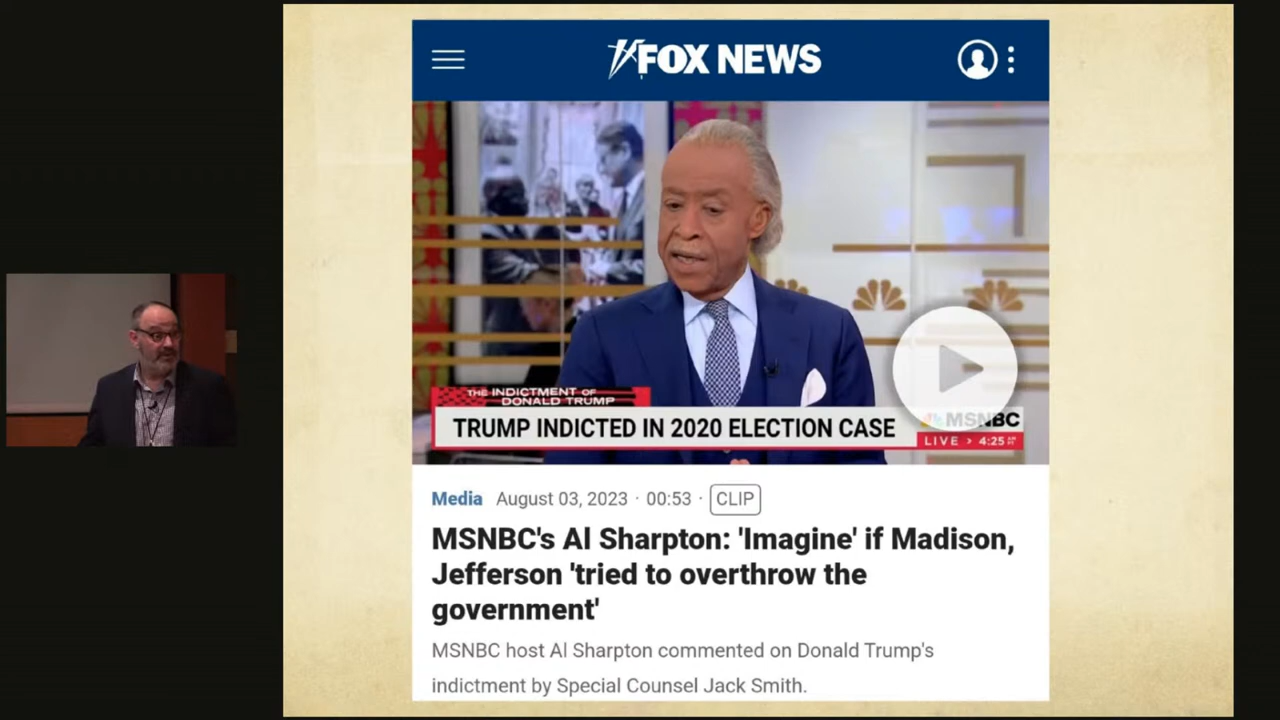 FOX NEWS
THE INDICTMENT OF
DONALD TRUMP
TRUMP INDICTED IN 2020 ELECTION CASE
MSNBC
LIVE > 4:25
Media August 03, 2023 · 00:53 · CLIP
MSNBC's Al Sharpton: 'Imagine' if Madison,
Jefferson 'tried to overthrow the
government'
MSNBC host Al Sharpton commented on Donald Trump's
indictment by Special Counsel Jack Smith.